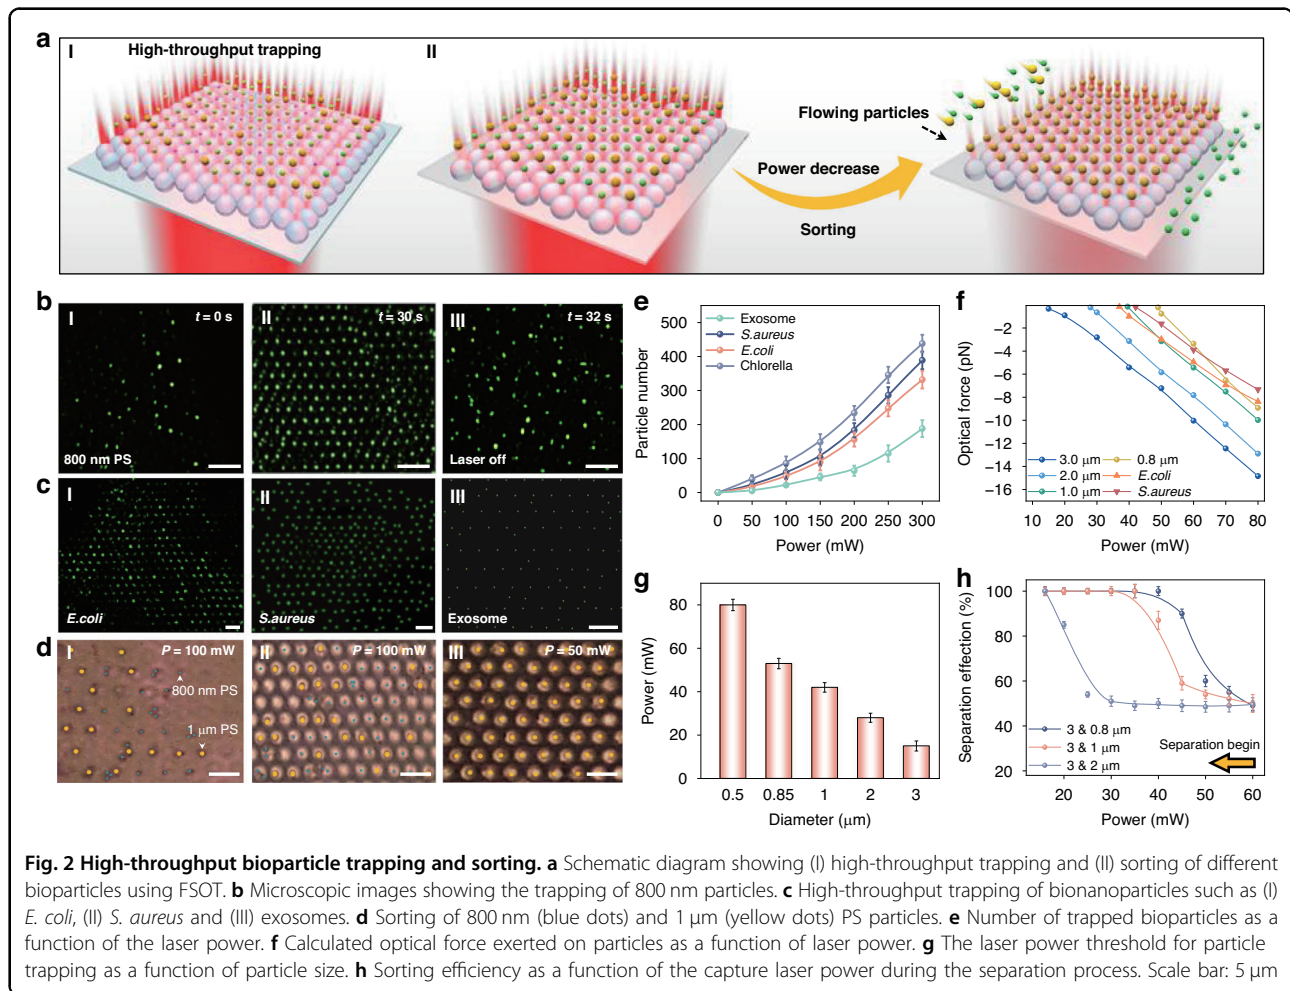 a
I
High-throughput trapping
II
Flowing particles
Power decrease
Sorting
b
I
t = 0 s
800 nm PS
II
t = 30 s
III
t = 32 s
Laser off
c
I
E.coli
II
S.aureus
III
Exosome
d
I
P = 100 mW
800 nm PS
1 μm PS
II
P = 100 mW
III
P = 50 mW
e
Particle number
500
400
300
200
100
0
Exosome
S.aureus
E.coli
Chlorella
0 50 100 150 200 250 300
Power (mW)
f
Optical force (pN)
−2
−4
−6
−8
−10
−12
−14
−16
3.0 μm
2.0 μm
1.0 μm
0.8 μm
E.coli
S.aureus
10 20 30 40 50 60 70 80
Power (mW)
g
Power (mW)
80
60
40
20
0
0.5 0.85 1 2 3
Diameter (μm)
h
Separation effection (%)
100
80
60
40
20
3 & 0.8 μm
3 & 1 μm
3 & 2 μm
Separation begin
20 30 40 50 60
Power (mW)
Fig. 2 High-throughput bioparticle trapping and sorting. a Schematic diagram showing (I) high-throughput trapping and (II) sorting of different
bioparticles using FSOT. b Microscopic images showing the trapping of 800 nm particles. c High-throughput trapping of bionanoparticles such as (I)
E. coli, (II) S. aureus and (III) exosomes. d Sorting of 800 nm (blue dots) and 1 μm (yellow dots) PS particles. e Number of trapped bioparticles as a
function of the laser power. f Calculated optical force exerted on particles as a function of laser power. g The laser power threshold for particle
trapping as a function of particle size. h Sorting efficiency as a function of the capture laser power during the separation process. Scale bar: 5 μm